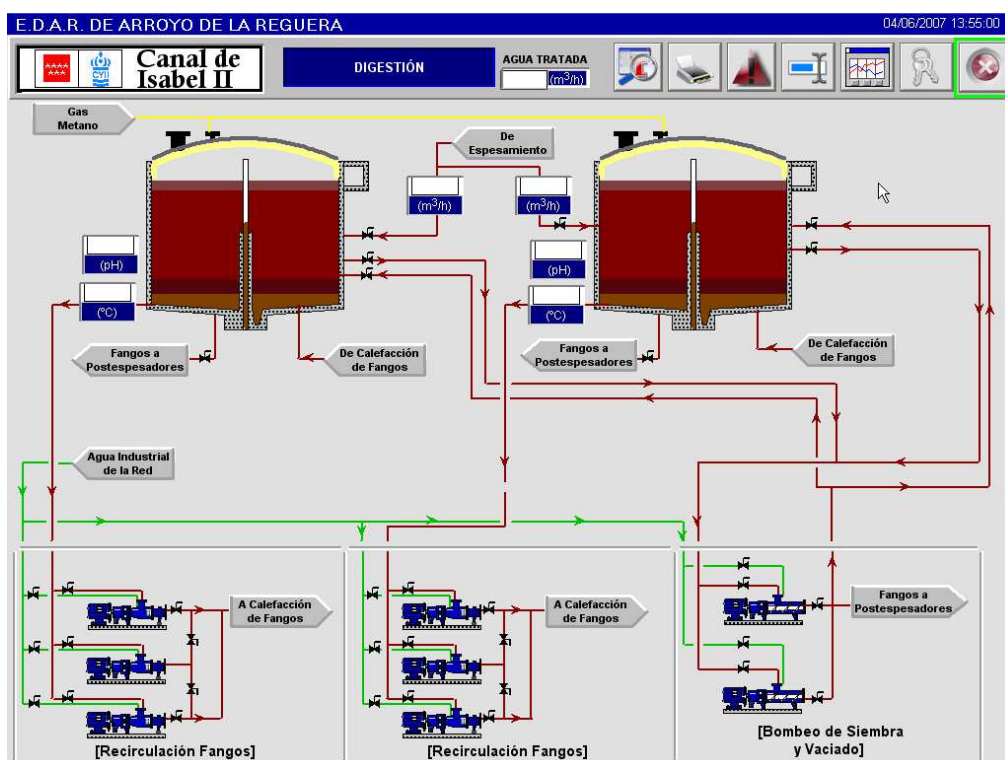 E.D.A.R. DE ARROYO DE LA REGUERA
04/06/2007 13:55:00
Canal de
Isabel II
DIGESTIÓN
AGUA TRATADA
(m3/h)
Gas
Metano
De
Espesamiento
(m3/h)
(m3/h)
(pH)
(ºC)
(pH)
(ºC)
Fangos a
Postespesadores
De Calefacción
de Fangos
Fangos a
Postespesadores
De Calefacción
de Fangos
Agua Industrial
de la Red
A Calefacción
de Fangos
A Calefacción
de Fangos
Fangos a
Postespesadores
[Recirculación Fangos]
[Recirculación Fangos]
[Bombeo de Siembra
y Vaciado]